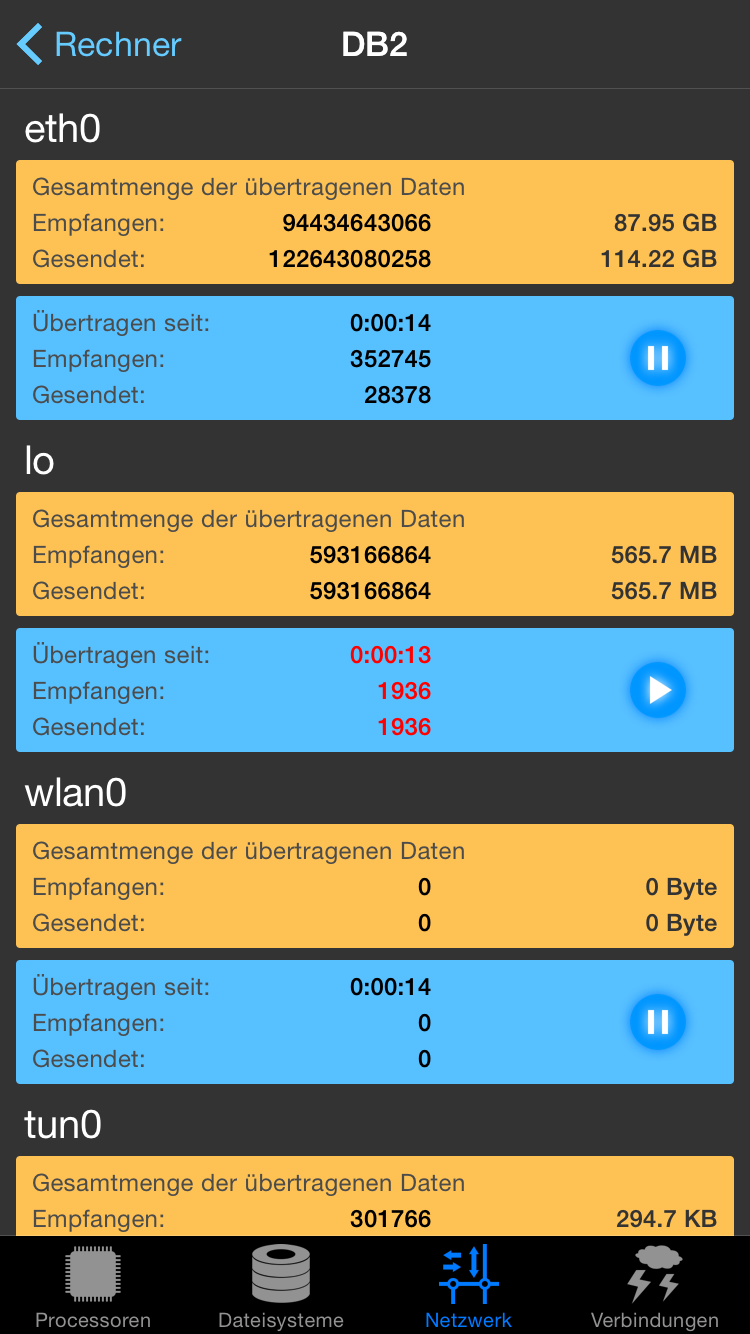 Rechner DB2
eth0
Gesamtmenge der übertragenen Daten
Empfangen: 94434643066 87.95 GB
Gesendet: 122643080258 114.22 GB
Übertragen seit: 0:00:14
Empfangen: 352745
Gesendet: 28378
lo
Gesamtmenge der übertragenen Daten
Empfangen: 593166864 565.7 MB
Gesendet: 593166864 565.7 MB
Übertragen seit: 0:00:13
Empfangen: 1936
Gesendet: 1936
wlan0
Gesamtmenge der übertragenen Daten
Empfangen: 0 0 Byte
Gesendet: 0 0 Byte
Übertragen seit: 0:00:14
Empfangen: 0
Gesendet: 0
tun0
Gesamtmenge der übertragenen Daten
Empfangen: 301766 294.7 KB
Processoren Dateisysteme Netzwerk Verbindungen